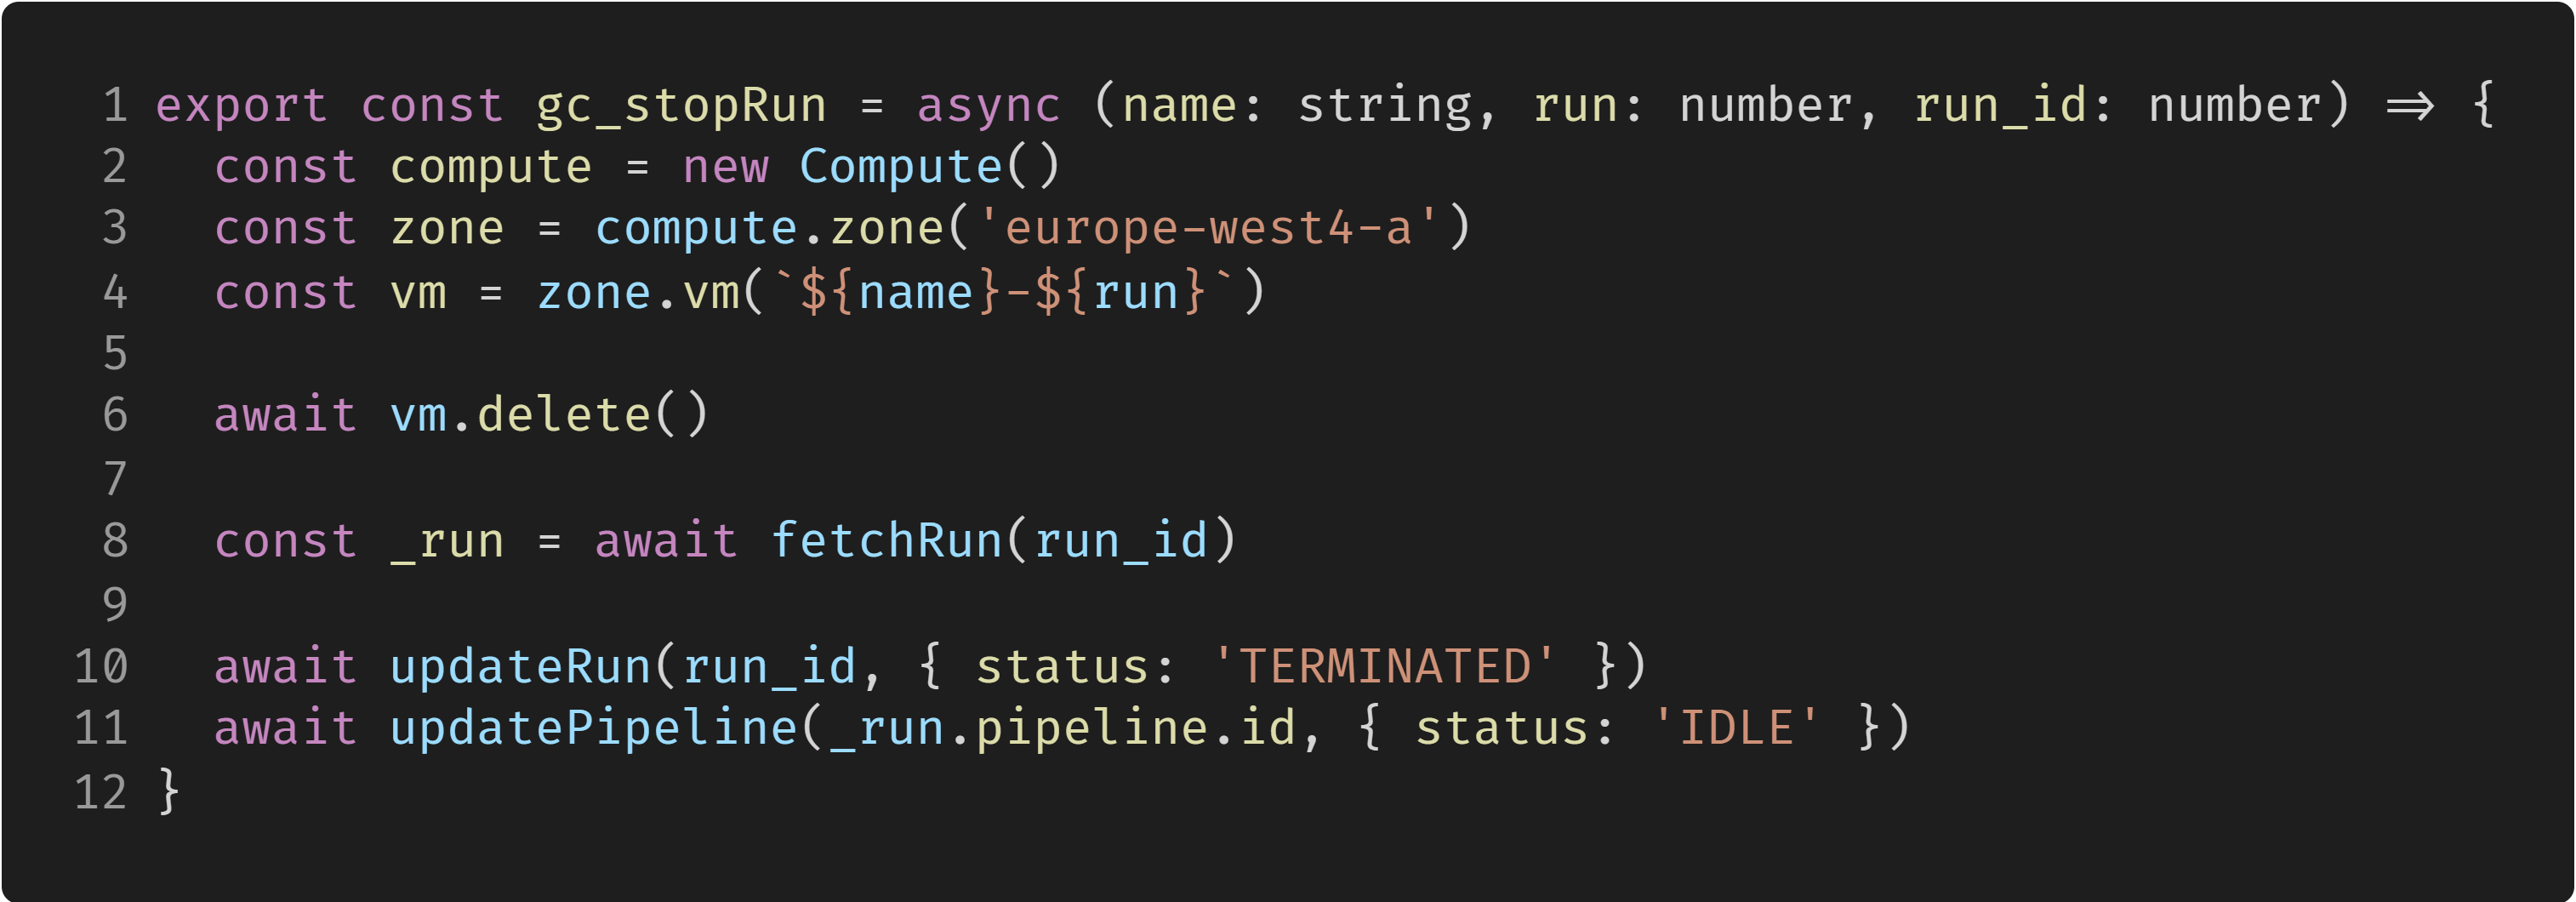 1 export const gc_stopRun = async (name: string, run: number, run_id: number) => {
2   const compute = new Compute()
3   const zone = compute.zone('europe-west4-a')
4   const vm = zone.vm(`${name}-${run}`)
5
6   await vm.delete()
7
8   const _run = await fetchRun(run_id)
9
10   await updateRun(run_id, { status: 'TERMINATED' })
11   await updatePipeline(_run.pipeline.id, { status: 'IDLE' })
12 }